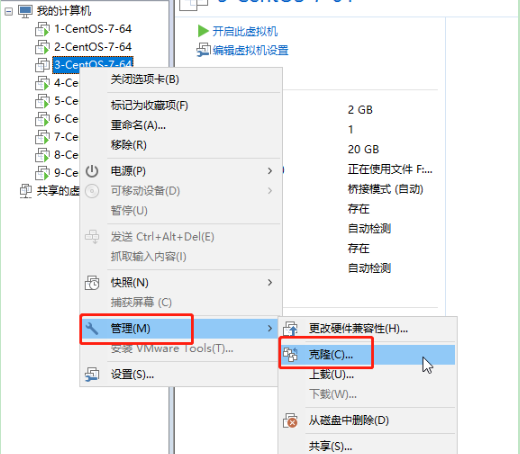 我的计算机
1-CentOS-7-64
2-CentOS-7-64
3-CentOS-7-64
4-Ce
5-Ce
6-Ce
7-Ce
8-Ce
9-Ce
共享的虚
关闭选项卡(B)
标记为收藏项(F)
重命名(A)...
移除(R)
电源(P)
可移动设备(D)
暂停(U)
发送 Ctrl+Alt+Del(E)
抓取输入内容(I)
快照(N)
捕获屏幕 (C)
管理(M)
安装 VMware Tools(T)...
设置(S)...
开启此虚拟机
编辑虚拟机设置
2 GB
1
20 GB
正在使用文件 F:...
桥接模式 (自动)
存在
自动检测
存在
自动检测
更改硬件兼容性(H)...
克隆(C)...
上载(U)...
下载(W)...
从磁盘中删除(D)
共享(S)...